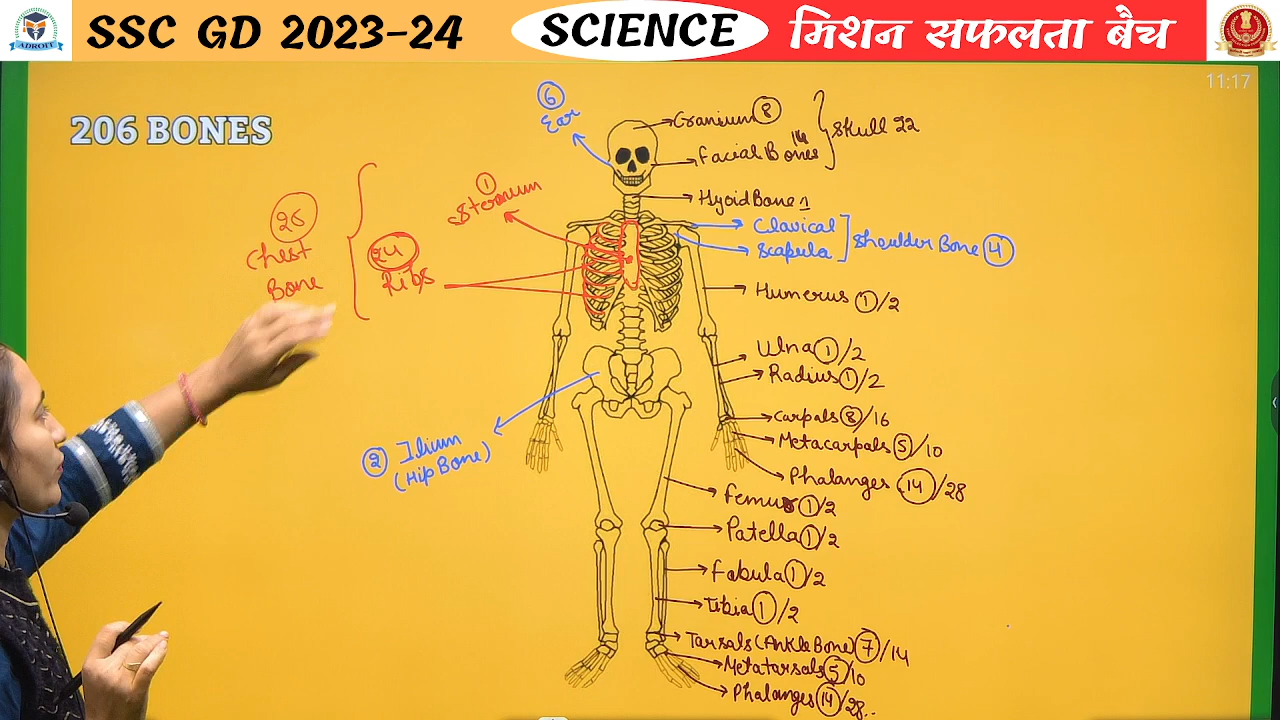 SSC GD 2023-24
SCIENCE
मिशन सफलता बैच
ADROIT
11:17
206 BONES
6
Ear
Cranium 8
Facial Bones 14
Skull 22
Hyoid Bone 1
1
Sternum
Clavical
Scapula
Shoulder Bone 4
25
Chest
Bone
24
Ribs
Humerus 1/2
Ulna 1/2
Radius 1/2
Carpals 8/16
Metacarpals 5/10
Phalanges 14/28
2 Ilium
(Hip Bone)
Femur 1/2
Patella 1/2
Fabula 1/2
Tibia 1/2
Tarsals (Ankle Bone) 7/14
Metatarsals 5/10
Phalanges 14/28..